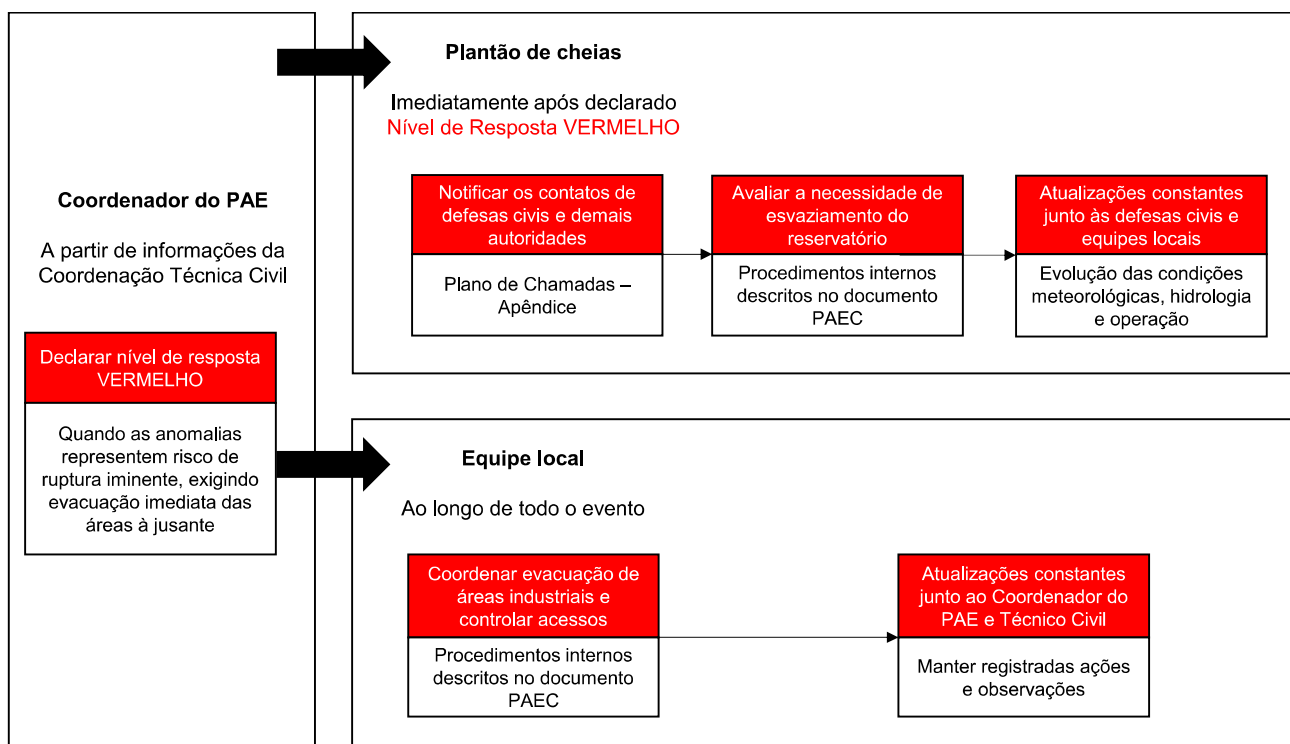 Coordenador do PAE
A partir de informações da
Coordenação Técnica Civil
Declarar nível de resposta
VERMELHO
Quando as anomalias
representem risco de
ruptura iminente, exigindo
evacuação imediata das
áreas à jusante
Plantão de cheias
Imediatamente após declarado
Nível de Resposta VERMELHO
Notificar os contatos de
defesas civis e demais
autoridades
Plano de Chamadas –
Apêndice
Avaliar a necessidade de
esvaziamento do
reservatório
Procedimentos internos
descritos no documento
PAEC
Atualizações constantes
junto às defesas civis e
equipes locais
Evolução das condições
meteorológicas, hidrologia
e operação
Equipe local
Ao longo de todo o evento
Coordenar evacuação de
áreas industriais e
controlar acessos
Procedimentos internos
descritos no documento
PAEC
Atualizações constantes
junto ao Coordenador do
PAE e Técnico Civil
Manter registradas ações
e observações